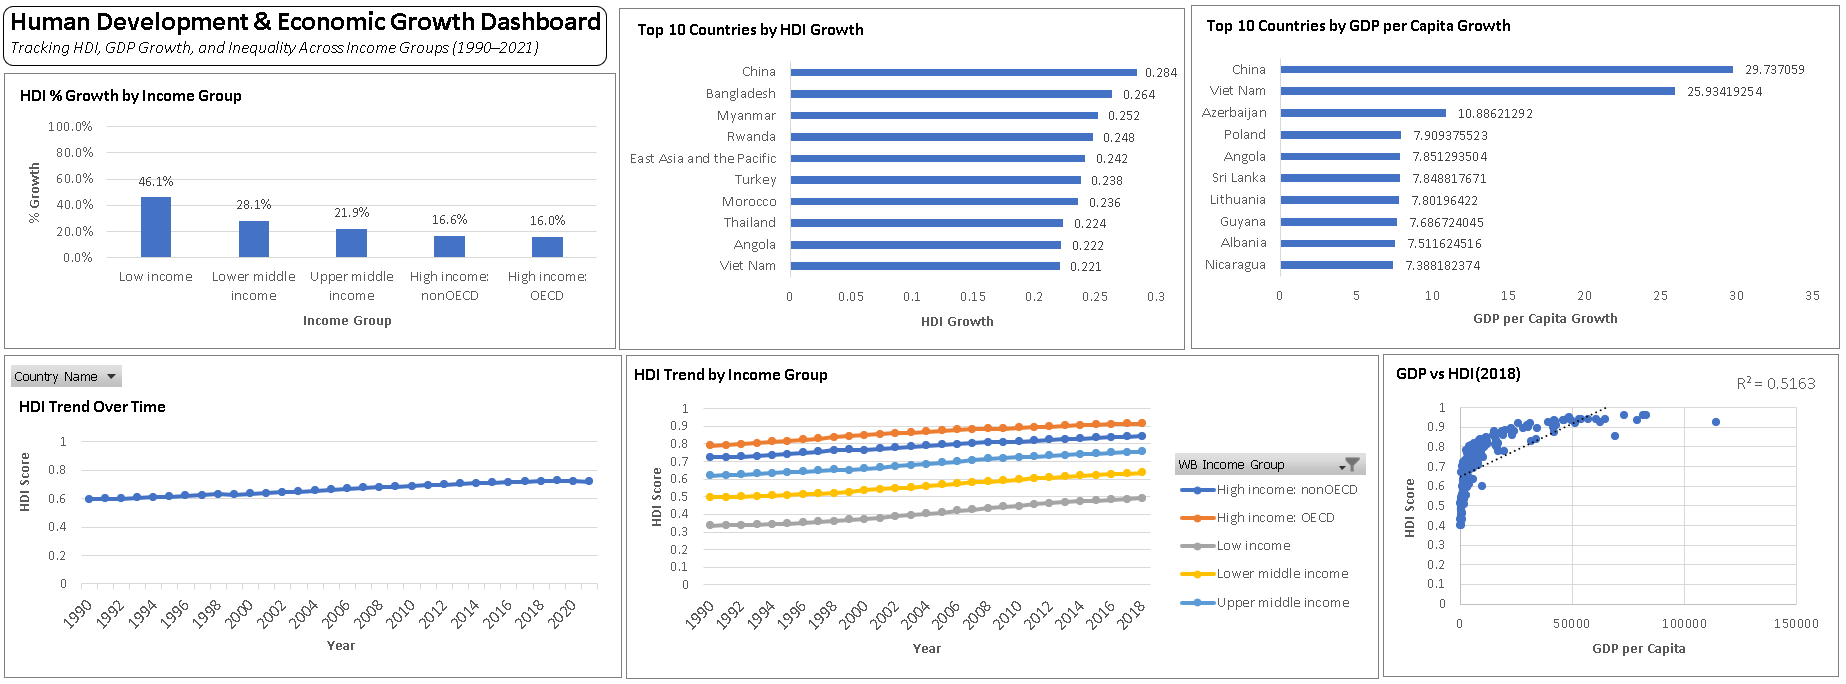 Human Development & Economic Growth Dashboard
Tracking HDI, GDP Growth, and Inequality Across Income Groups (1990–2021)
HDI % Growth by Income Group
% Growth
100.0%
80.0%
60.0%
40.0%
20.0%
0.0%
46.1%
28.1%
21.9%
16.6%
16.0%
Low income
Lower middle
income
Upper middle
income
High income:
nonOECD
High income:
OECD
Income Group
Top 10 Countries by HDI Growth
China 0.284
Bangladesh 0.264
Myanmar 0.252
Rwanda 0.248
East Asia and the Pacific 0.242
Turkey 0.238
Morocco 0.236
Thailand 0.224
Angola 0.222
Viet Nam 0.221
0 0.05 0.1 0.15 0.2 0.25 0.3
HDI Growth
Top 10 Countries by GDP per Capita Growth
China 29.737059
Viet Nam 25.93419254
Azerbaijan 10.88621292
Poland 7.909375523
Angola 7.851293504
Sri Lanka 7.848817671
Lithuania 7.80196422
Guyana 7.686724045
Albania 7.511624516
Nicaragua 7.388182374
0 5 10 15 20 25 30 35
GDP per Capita Growth
Country Name
HDI Trend Over Time
HDI Score
1
0.8
0.6
0.4
0.2
0
1990 1992 1994 1996 1998 2000 2002 2004 2006 2008 2010 2012 2014 2016 2018 2020
Year
HDI Trend by Income Group
HDI Score
1
0.9
0.8
0.7
0.6
0.5
0.4
0.3
0.2
0.1
0
1990 1992 1994 1996 1998 2000 2002 2004 2006 2008 2010 2012 2014 2016 2018
Year
WB Income Group
High income: nonOECD
High income: OECD
Low income
Lower middle income
Upper middle income
GDP vs HDI(2018)
R² = 0.5163
HDI Score
1
0.9
0.8
0.7
0.6
0.5
0.4
0.3
0.2
0.1
0
0 50000 100000 150000
GDP per Capita